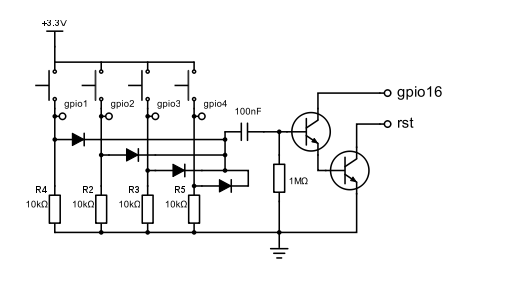 +3.3V
gpio1 gpio2 gpio3 gpio4
100nF
gpio16
rst
R4 R2 R3 R5
10kΩ 10kΩ 10kΩ 10kΩ
1MΩ